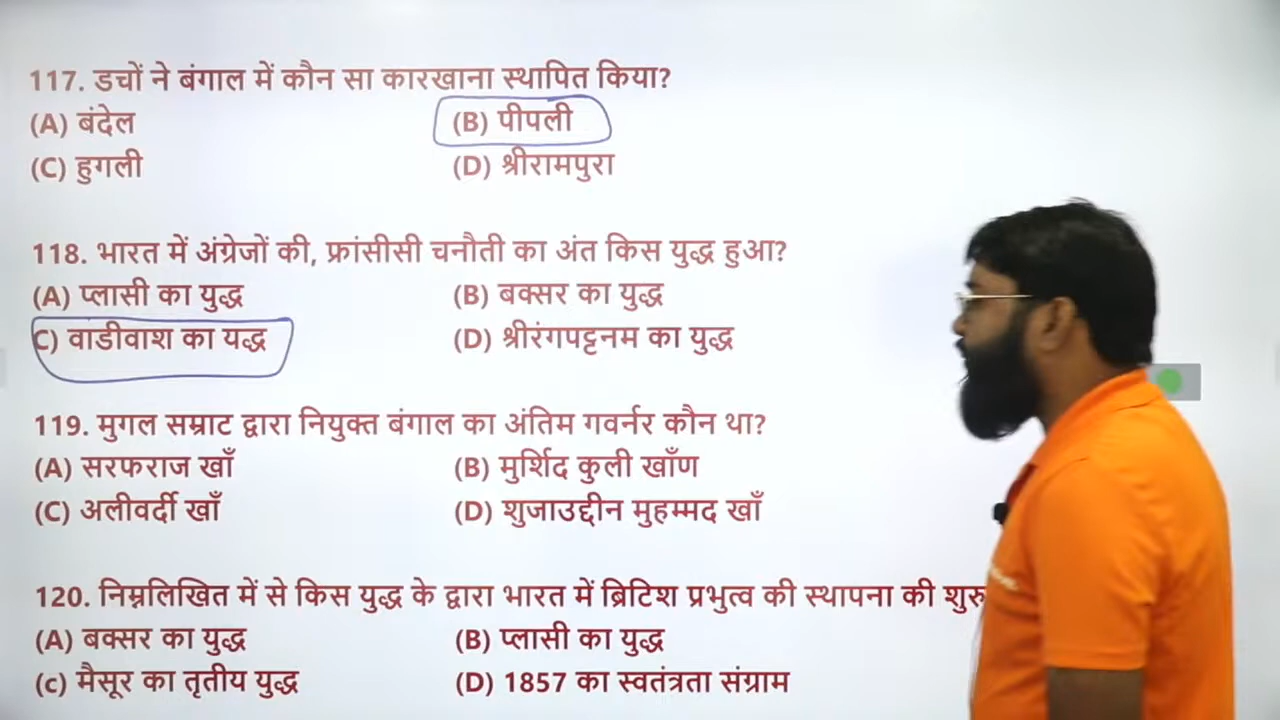 117. डचों ने बंगाल में कौन सा कारखाना स्थापित किया?
(A) बंदेल (B) पीपली
(C) हुगली (D) श्रीरामपुरा
118. भारत में अंग्रेजों की, फ्रांसीसी चनौती का अंत किस युद्ध हुआ?
(A) प्लासी का युद्ध (B) बक्सर का युद्ध
C) वाडीवाश का यद्ध (D) श्रीरंगपट्टनम का युद्ध
119. मुगल सम्राट द्वारा नियुक्त बंगाल का अंतिम गवर्नर कौन था?
(A) सरफराज खाँ (B) मुर्शिद कुली खाँण
(C) अलीवर्दी खाँ (D) शुजाउद्दीन मुहम्मद खाँ
120. निम्नलिखित में से किस युद्ध के द्वारा भारत में ब्रिटिश प्रभुत्व की स्थापना की शुरु
(A) बक्सर का युद्ध (B) प्लासी का युद्ध
(c) मैसूर का तृतीय युद्ध (D) 1857 का स्वतंत्रता संग्राम